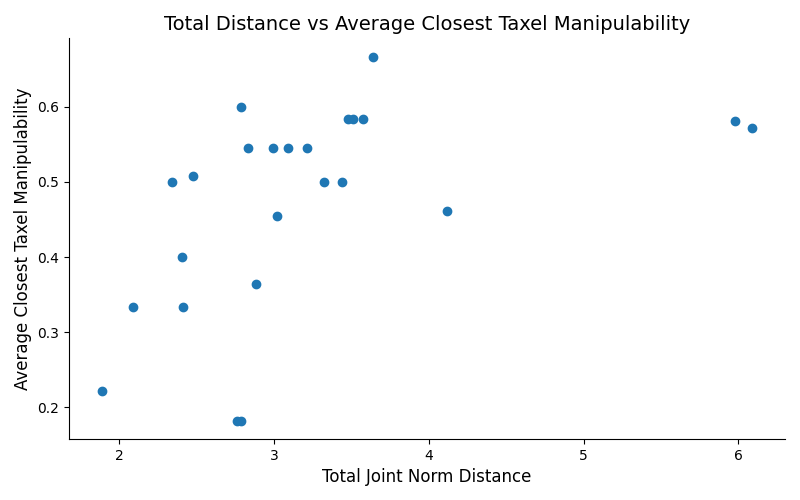 Total Distance vs Average Closest Taxel Manipulability
Average Closest Taxel Manipulability
0.6
0.5
0.4
0.3
0.2
2 3 4 5 6
Total Joint Norm Distance